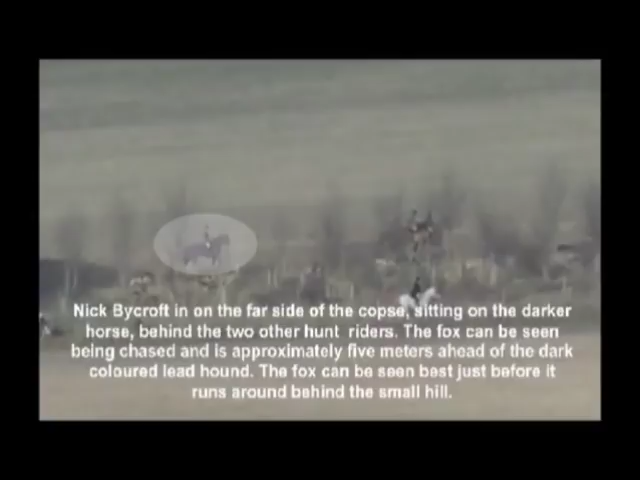 Nick Bycroft in on the far side of the copse, sitting on the darker
horse, behind the two other hunt riders. The fox can be seen
being chased and is approximately five meters ahead of the dark
coloured lead hound. The fox can be seen best just before it
runs around behind the small hill.